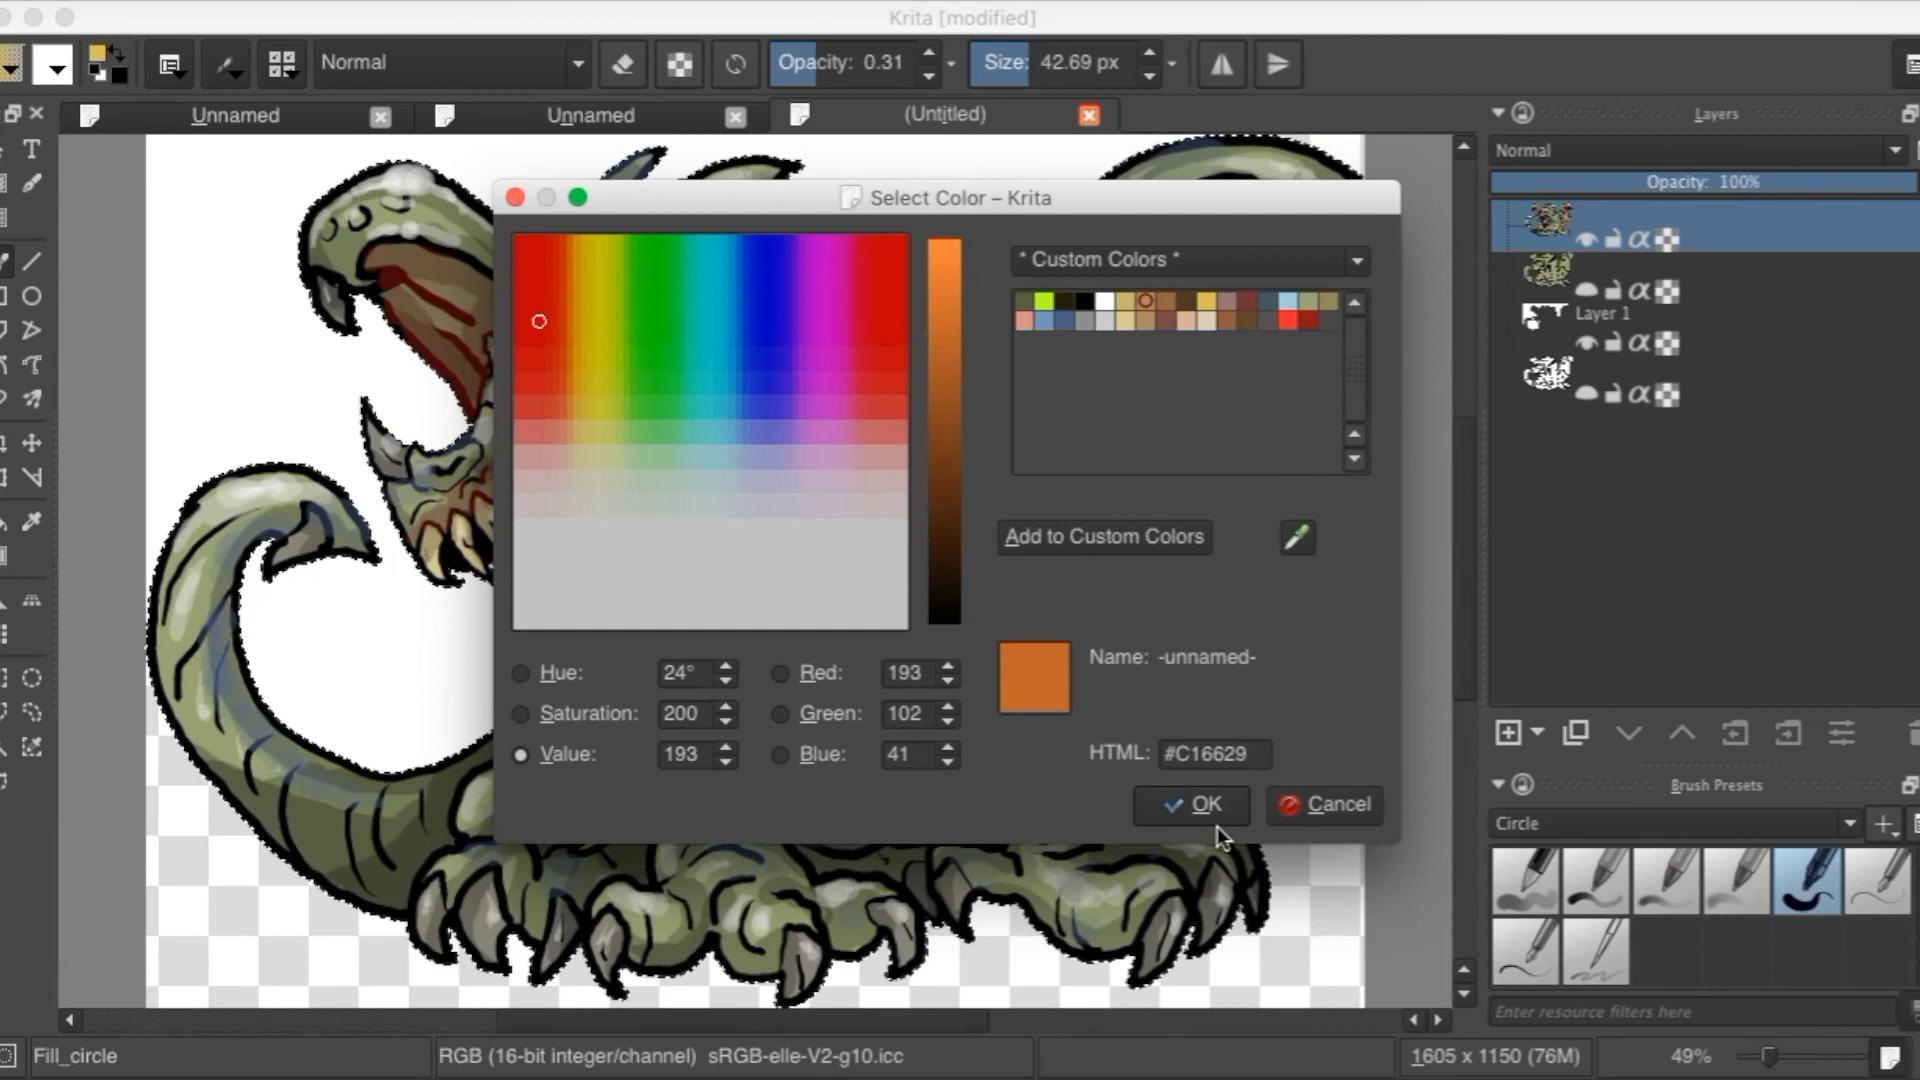 Krita [modified]
Normal
Opacity: 0.31
Size: 42.69 px
Unnamed
Unnamed
(Untitled)
Layers
Normal
Opacity: 100%
Layer 1
Select Color – Krita
* Custom Colors *
Add to Custom Colors
Name: -unnamed-
Hue: 24°
Red: 193
Saturation: 200
Green: 102
Value: 193
Blue: 41
HTML: #C16629
OK
Cancel
Brush Presets
Circle
Enter resource filters here
Fill_circle
RGB (16-bit integer/channel) sRGB-elle-V2-g10.icc
1605 x 1150 (76M)
49%